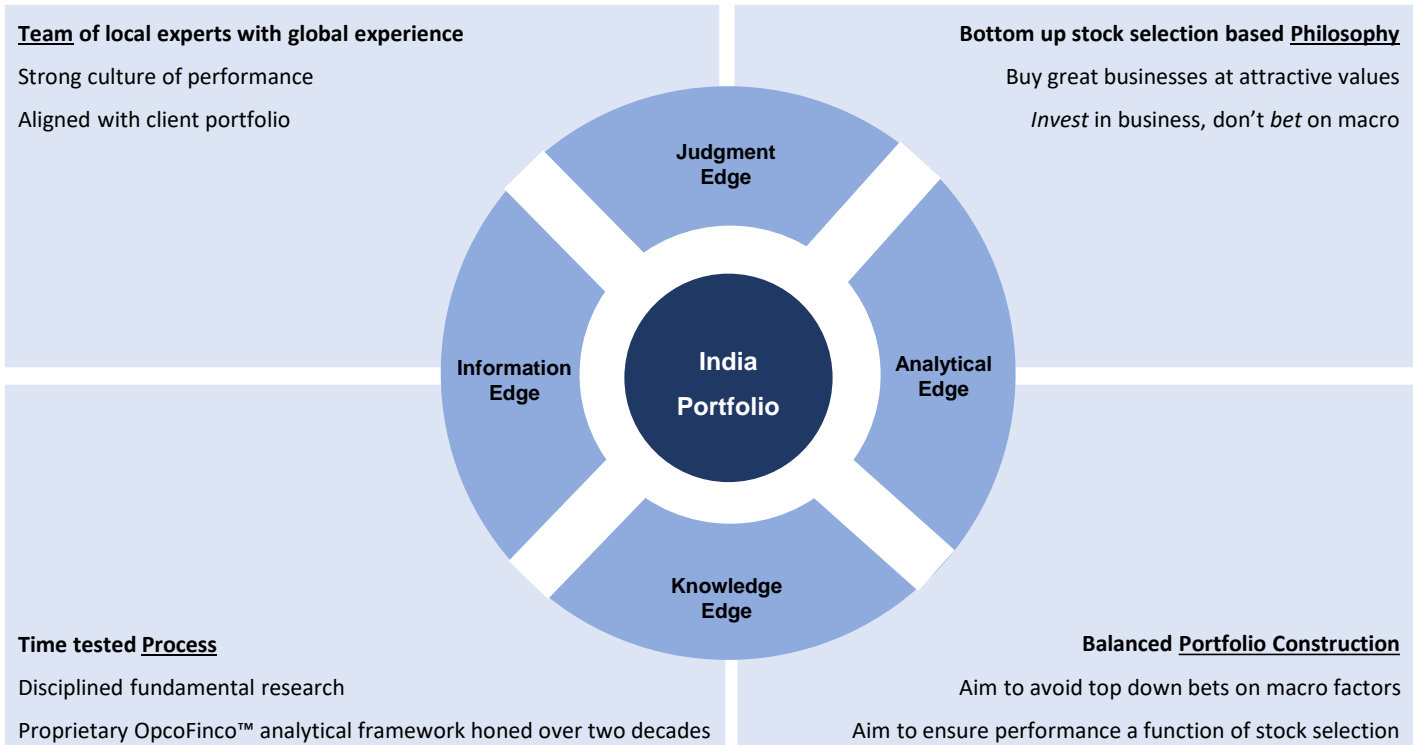 Team of local experts with global experience
Strong culture of performance
Aligned with client portfolio
Bottom up stock selection based Philosophy
Buy great businesses at attractive values
Invest in business, don’t bet on macro
Judgment
Edge
Information
Edge
India
Portfolio
Analytical
Edge
Knowledge
Edge
Time tested Process
Disciplined fundamental research
Proprietary OpcoFinco™ analytical framework honed over two decades
Balanced Portfolio Construction
Aim to avoid top down bets on macro factors
Aim to ensure performance a function of stock selection